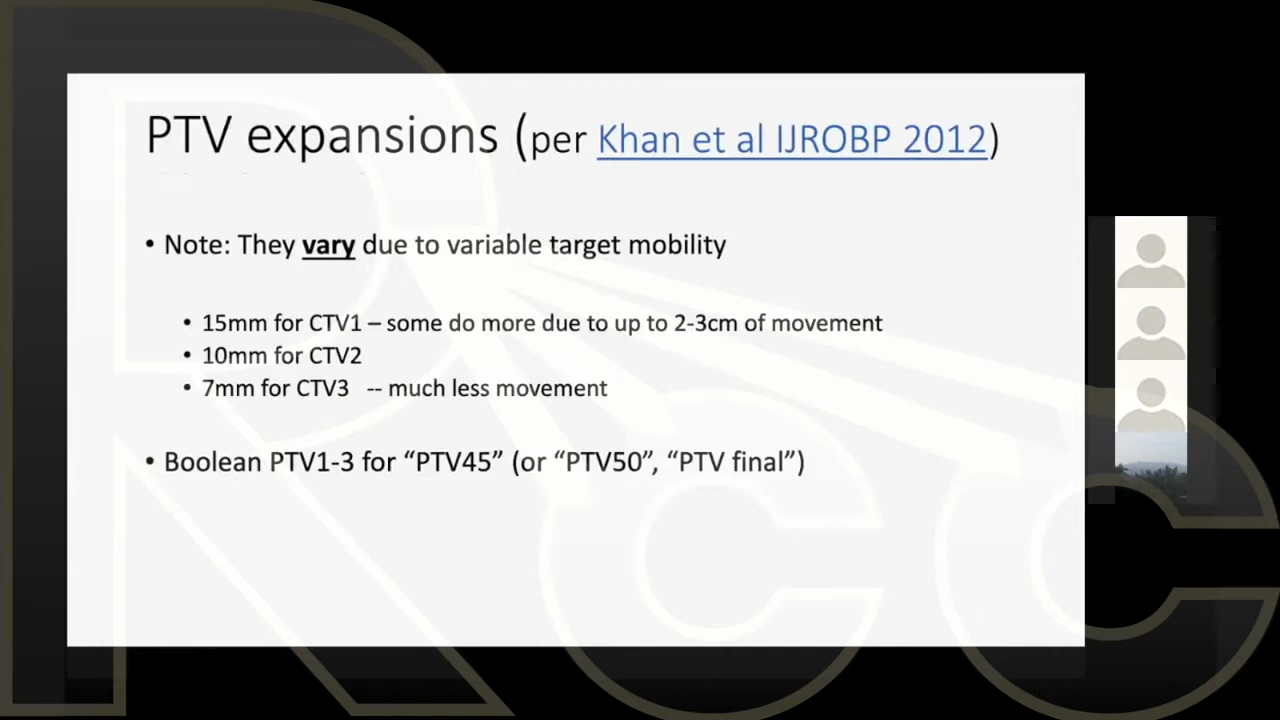 PTV expansions (per Khan et al IJROBP 2012)
• Note: They vary due to variable target mobility
• 15mm for CTV1 – some do more due to up to 2-3cm of movement
• 10mm for CTV2
• 7mm for CTV3 -- much less movement
• Boolean PTV1-3 for “PTV45” (or “PTV50”, “PTV final”)
RCC